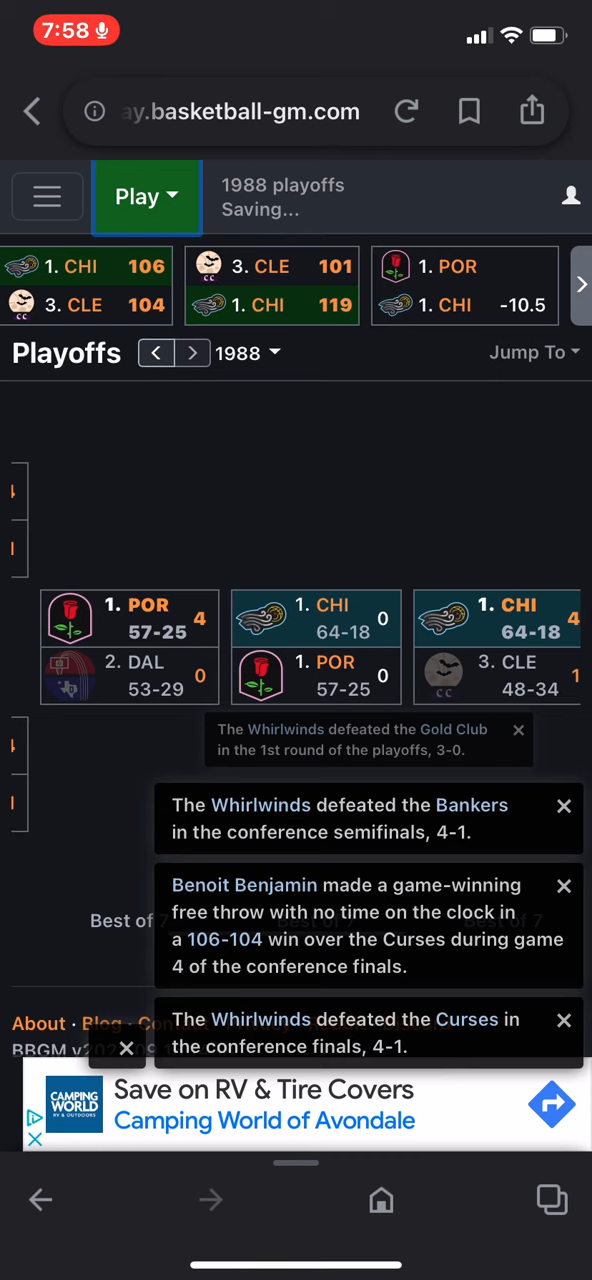 7:58
ay.basketball-gm.com
Play
1988 playoffs
Saving...
1. CHI 106
3. CLE 104
3. CLE 101
1. CHI 119
1. POR
1. CHI -10.5
Playoffs
1988
Jump To
1. POR 4
57-25
2. DAL 0
53-29
1. CHI 0
64-18
1. POR 0
57-25
1. CHI 4
64-18
3. CLE 1
48-34
The Whirlwinds defeated the Gold Club
in the 1st round of the playoffs, 3-0.
The Whirlwinds defeated the Bankers
in the conference semifinals, 4-1.
Benoit Benjamin made a game-winning
free throw with no time on the clock in
a 106-104 win over the Curses during game
4 of the conference finals.
Best of 7
The Whirlwinds defeated the Curses in
the conference finals, 4-1.
About · Blog ·
CAMPING
WORLD
RV & OUTDOORS
Save on RV & Tire Covers
Camping World of Avondale